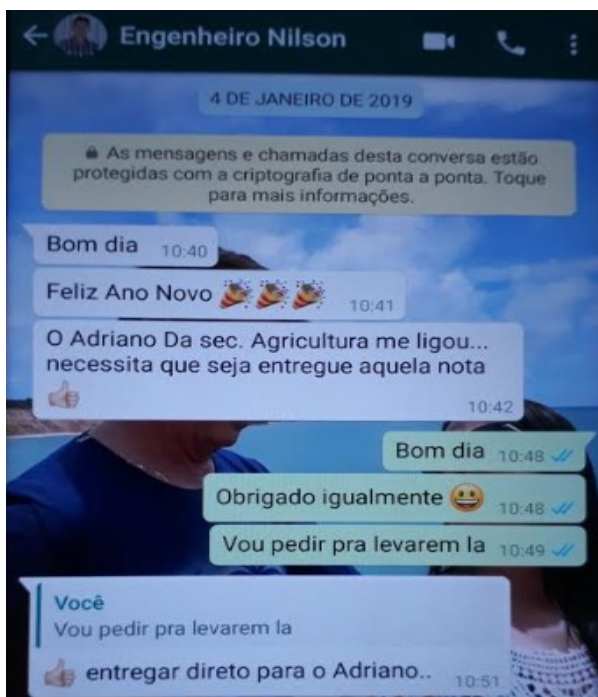 Engenheiro Nilson
4 DE JANEIRO DE 2019
As mensagens e chamadas desta conversa estão
protegidas com a criptografia de ponta a ponta. Toque
para mais informações.
Bom dia 10:40
Feliz Ano Novo 🎉🎉🎉 10:41
O Adriano Da sec. Agricultura me ligou...
necessita que seja entregue aquela nota
👍🏻 10:42
Bom dia 10:48
Obrigado igualmente 😃 10:48
Vou pedir pra levarem la 10:49
Você
Vou pedir pra levarem la
👍🏻 entregar direto para o Adriano.. 10:51